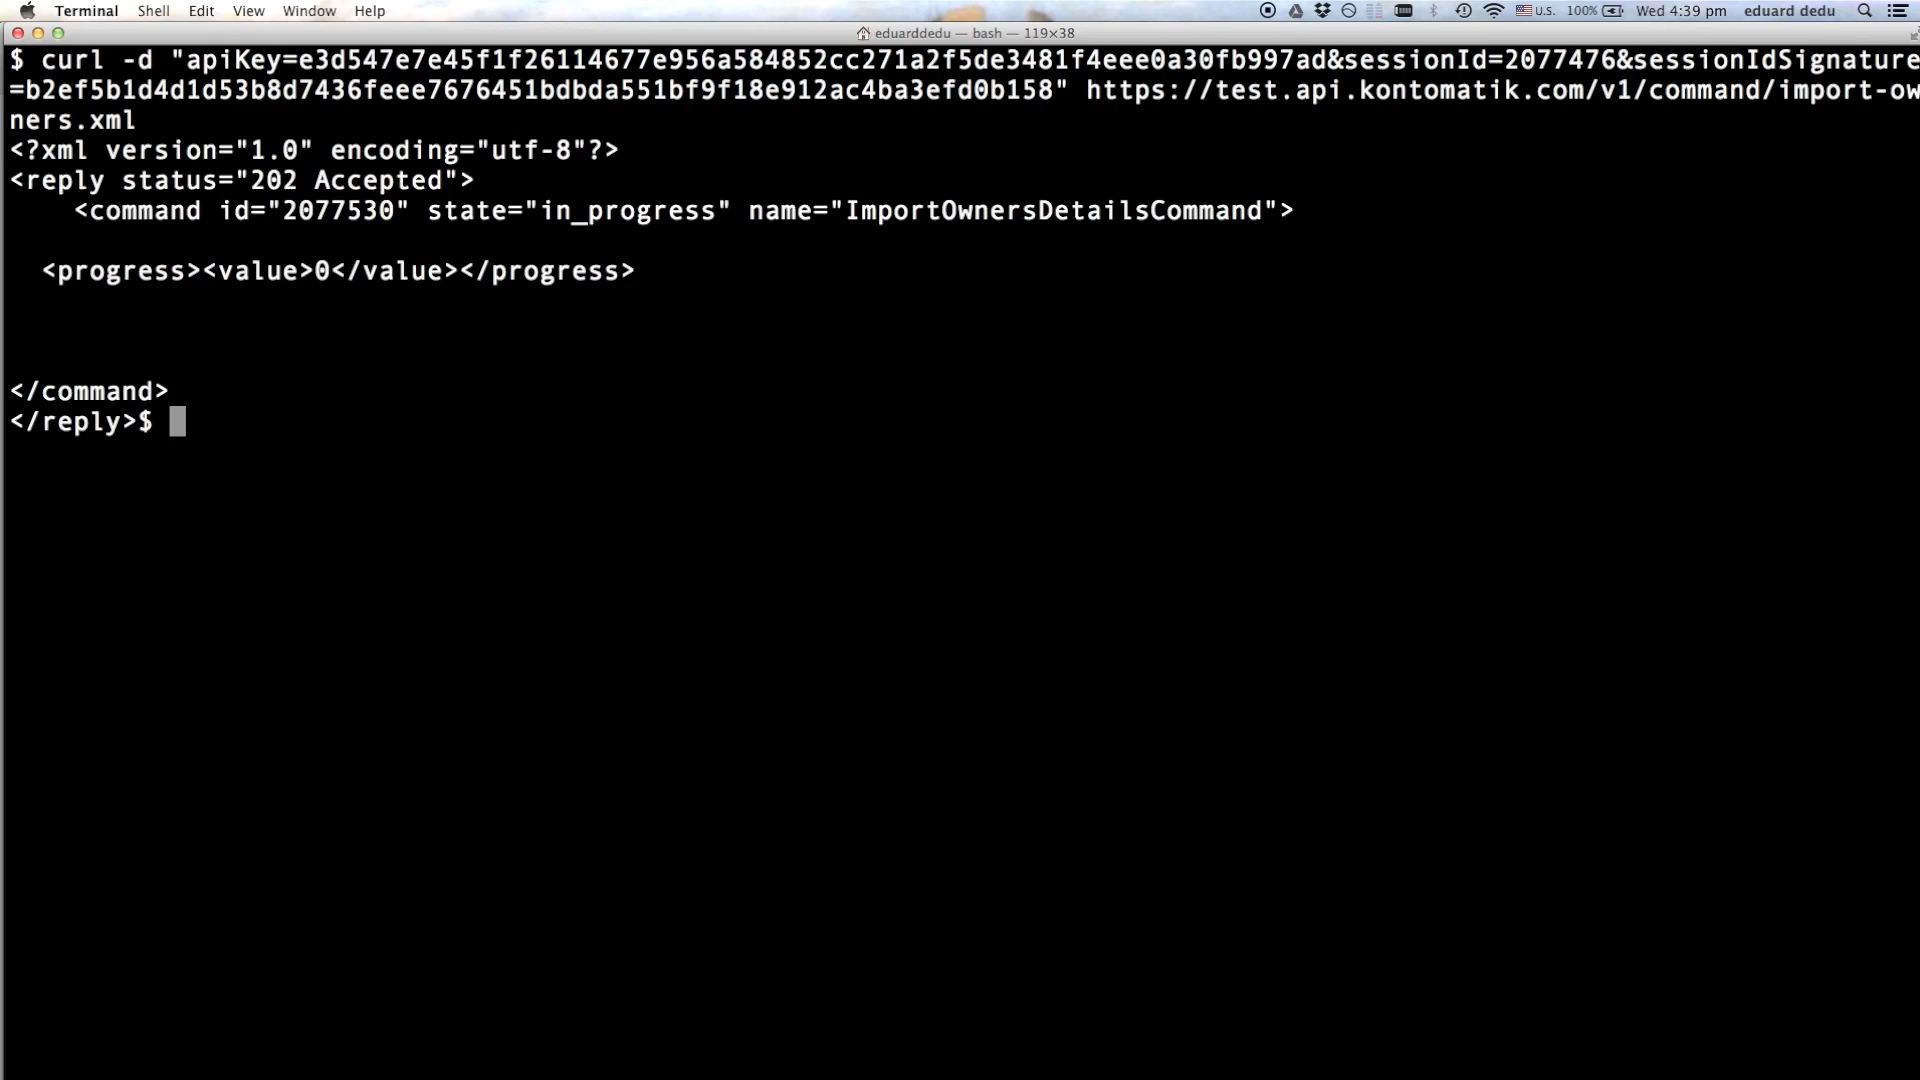 Terminal Shell Edit View Window Help U.S. 100% Wed 4:39 pm eduard dedu
eduarddedu — bash — 119×38
$ curl -d "apiKey=e3d547e7e45f1f26114677e956a584852cc271a2f5de3481f4eee0a30fb997ad&sessionId=2077476&sessionIdSignature
=b2ef5b1d4d1d53b8d7436feee7676451bdbda551bf9f18e912ac4ba3efd0b158" https://test.api.kontomatik.com/v1/command/import-ow
ners.xml
<?xml version="1.0" encoding="utf-8"?>
<reply status="202 Accepted">
    <command id="2077530" state="in_progress" name="ImportOwnersDetailsCommand">
  <progress><value>0</value></progress>
</command>
</reply>$